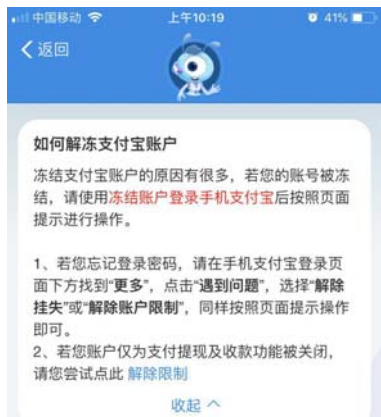 中国移动 上午10:19 41%
返回
如何解冻支付宝账户
冻结支付宝账户的原因有很多，若您的账号被冻
结，请使用冻结账户登录手机支付宝后按照页面
提示进行操作。
1、若您忘记登录密码，请在手机支付宝登录页
面下方找到“更多”，点击“遇到问题”，选择“解除
挂失”或“解除账户限制”，同样按照页面提示操作
即可。
2、若您账户仅为支付提现及收款功能被关闭，
请您尝试点此 解除限制
收起